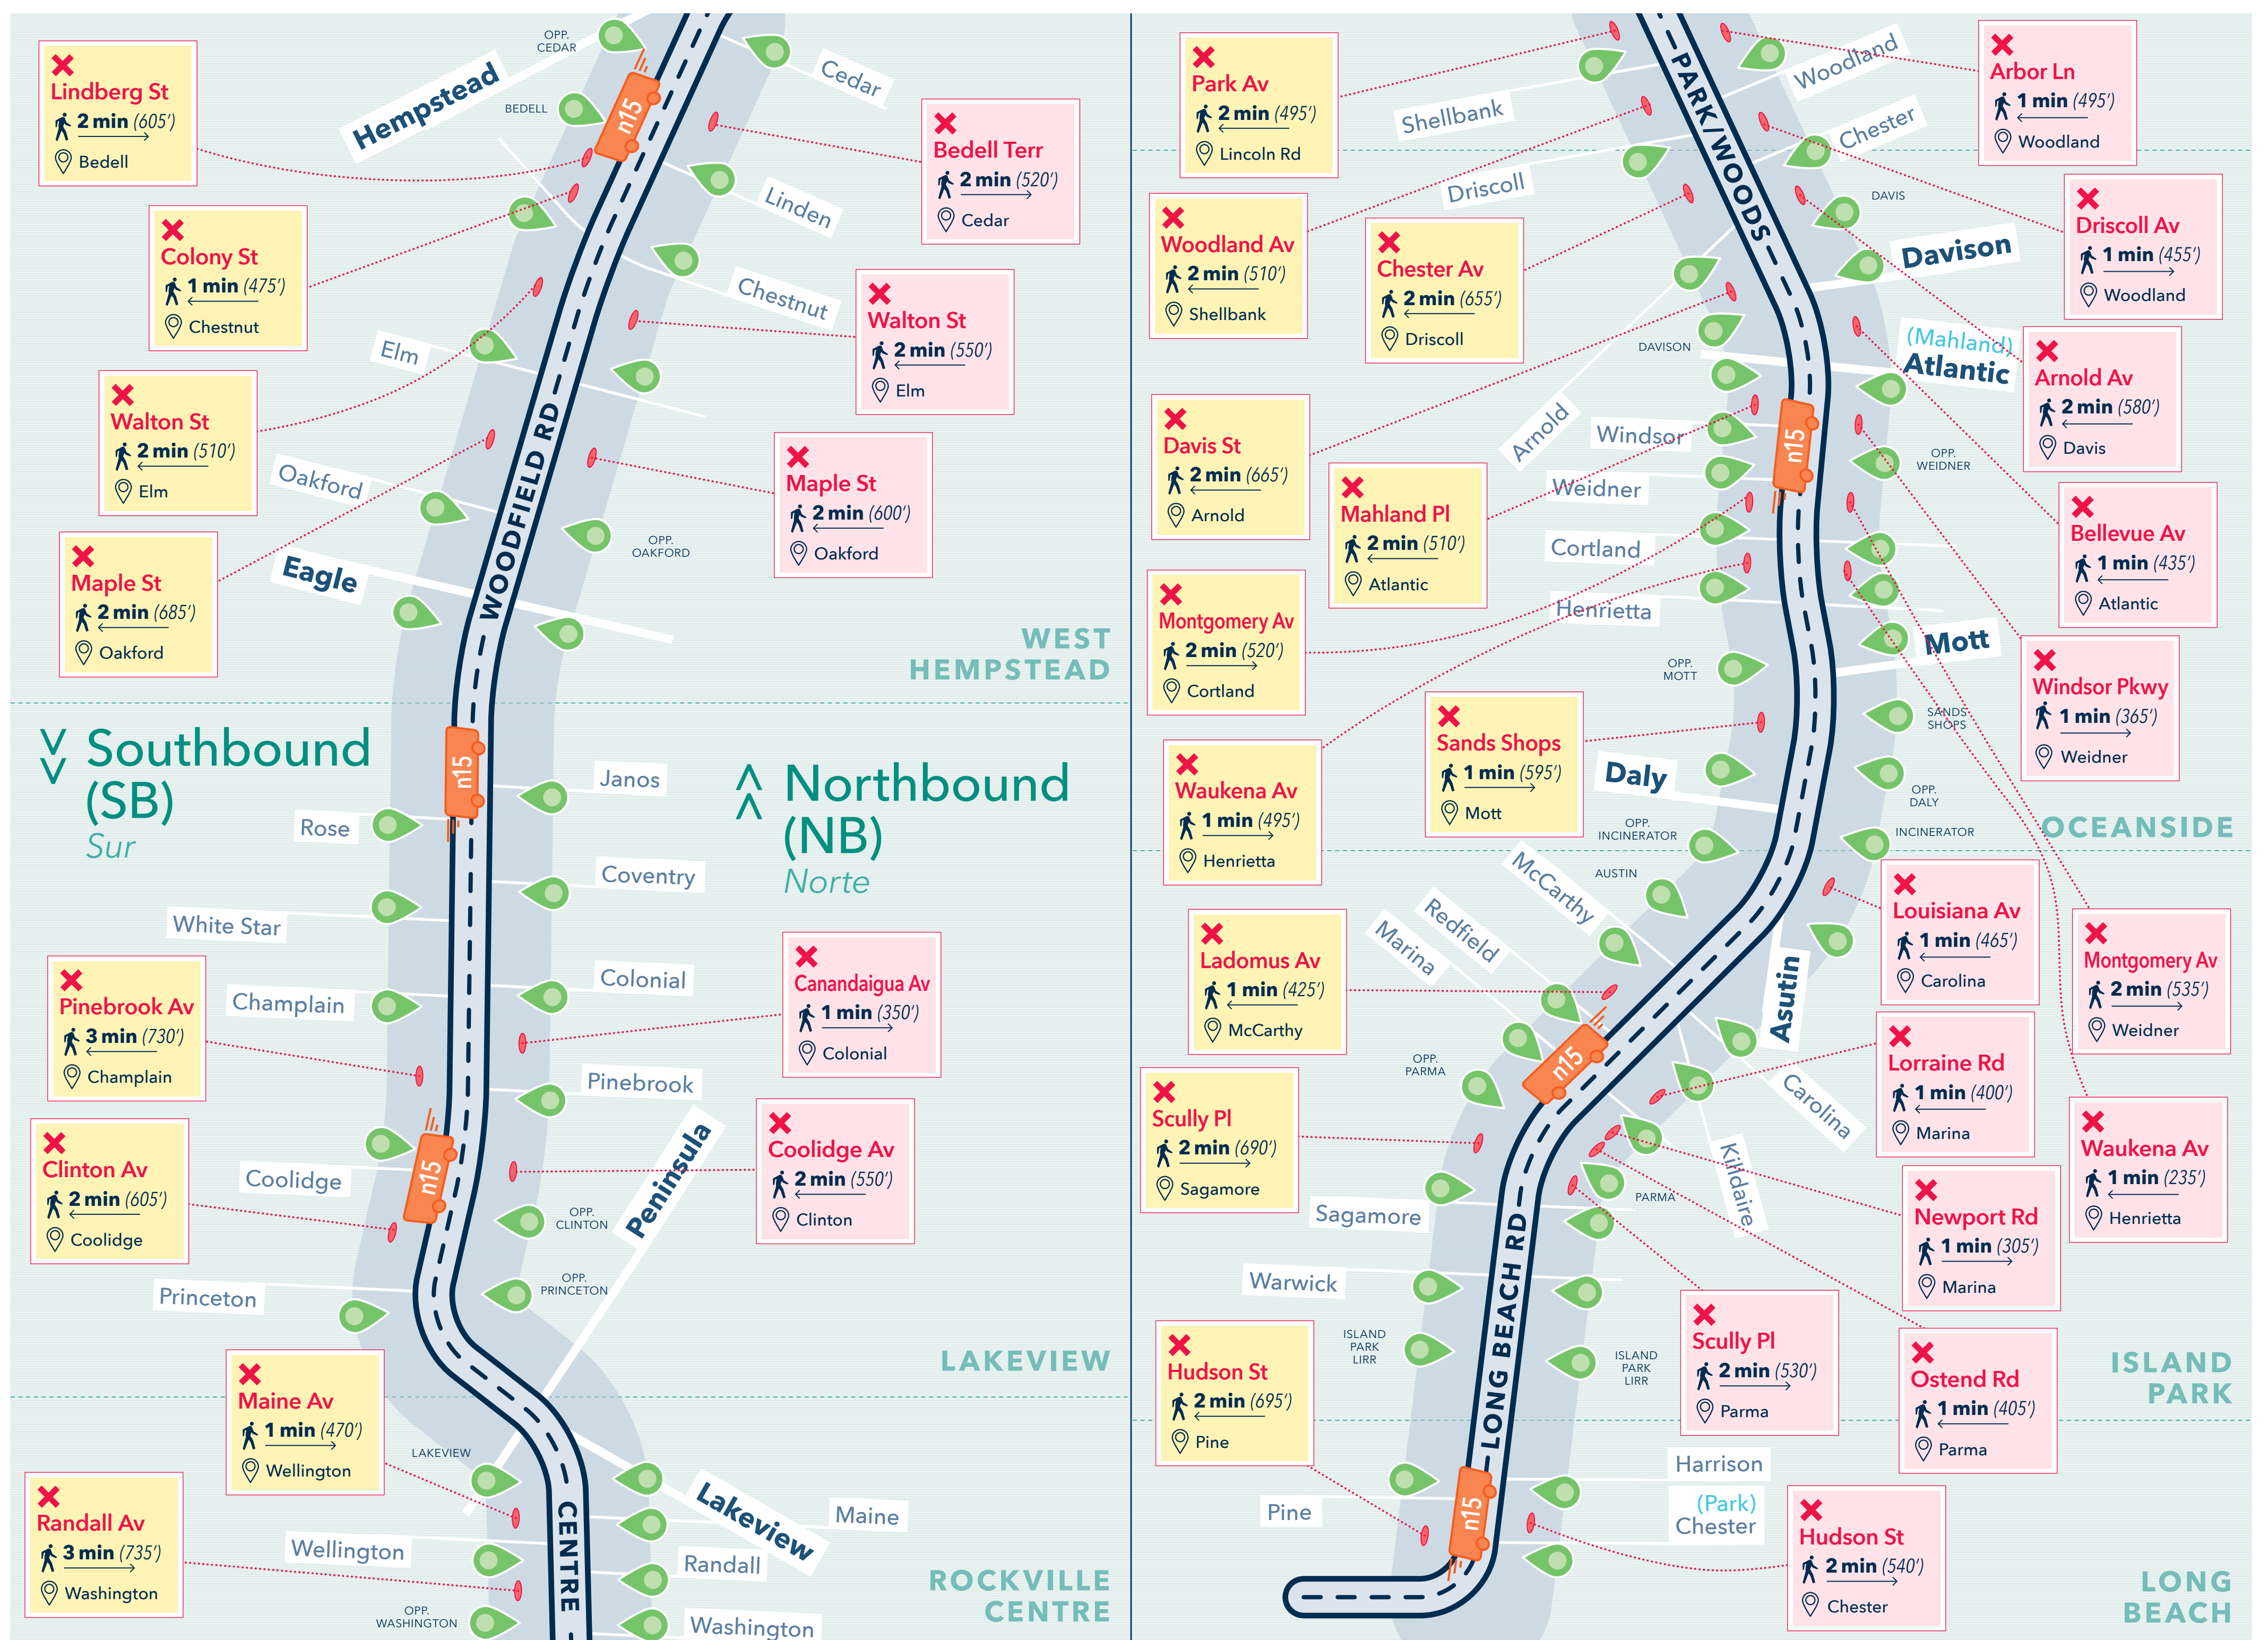 OPP.
CEDAR
Hempstead
BEDELL
Cedar
n15
Lindberg St
2 min (605')
Bedell
Bedell Terr
2 min (520')
Cedar
Linden
Colony St
1 min (475')
Chestnut
Chestnut
Walton St
2 min (550')
Elm
Elm
Walton St
2 min (510')
Elm
WOODFIELD RD
Oakford
Maple St
2 min (600')
Oakford
OPP.
OAKFORD
Maple St
2 min (685')
Oakford
Eagle
WEST
HEMPSTEAD
Southbound
(SB)
Sur
n15
Northbound
(NB)
Norte
Janos
Rose
Coventry
White Star
Colonial
Champlain
Canandaigua Av
1 min (350')
Colonial
Pinebrook Av
3 min (730')
Champlain
Pinebrook
Peninsula
Clinton Av
2 min (605')
Coolidge
n15
Coolidge
Coolidge Av
2 min (550')
Clinton
OPP.
CLINTON
OPP.
PRINCETON
Princeton
LAKEVIEW
Maine Av
1 min (470')
Wellington
LAKEVIEW
Lakeview
Maine
Randall Av
3 min (735')
Washington
Wellington
CENTRE
Randall
OPP.
WASHINGTON
Washington
ROCKVILLE
CENTRE
Park Av
2 min (495')
Lincoln Rd
PARK/WOODS
Woodland
Arbor Ln
1 min (495')
Woodland
Shellbank
Chester
Driscoll
DAVIS
Woodland Av
2 min (510')
Shellbank
Chester Av
2 min (655')
Driscoll
Driscoll Av
1 min (455')
Woodland
Davison
(Mahland)
Atlantic
DAVISON
Arnold Av
2 min (580')
Davis
Arnold
Windsor
n15
Davis St
2 min (665')
Arnold
Weidner
OPP.
WEIDNER
Mahland Pl
2 min (510')
Atlantic
Bellevue Av
1 min (435')
Atlantic
Cortland
Montgomery Av
2 min (520')
Cortland
Henrietta
Mott
OPP.
MOTT
Windsor Pkwy
1 min (365')
Weidner
SANDS
SHOPS
Sands Shops
1 min (595')
Mott
Waukena Av
1 min (495')
Henrietta
Daly
OPP.
DALY
OPP.
INCINERATOR
INCINERATOR
OCEANSIDE
McCarthy
AUSTIN
Redfield
Marina
Louisiana Av
1 min (465')
Carolina
Montgomery Av
2 min (535')
Weidner
Ladomus Av
1 min (425')
McCarthy
Asutin
OPP.
PARMA
n15
Lorraine Rd
1 min (400')
Marina
Carolina
Scully Pl
2 min (690')
Sagamore
Waukena Av
1 min (235')
Henrietta
Kildaire
PARMA
Sagamore
Newport Rd
1 min (305')
Marina
Warwick
LONG BEACH RD
Hudson St
2 min (695')
Pine
ISLAND
PARK
LIRR
ISLAND
PARK
LIRR
Scully Pl
2 min (530')
Parma
Ostend Rd
1 min (405')
Parma
ISLAND
PARK
Harrison
Pine
n15
(Park)
Chester
Hudson St
2 min (540')
Chester
LONG
BEACH